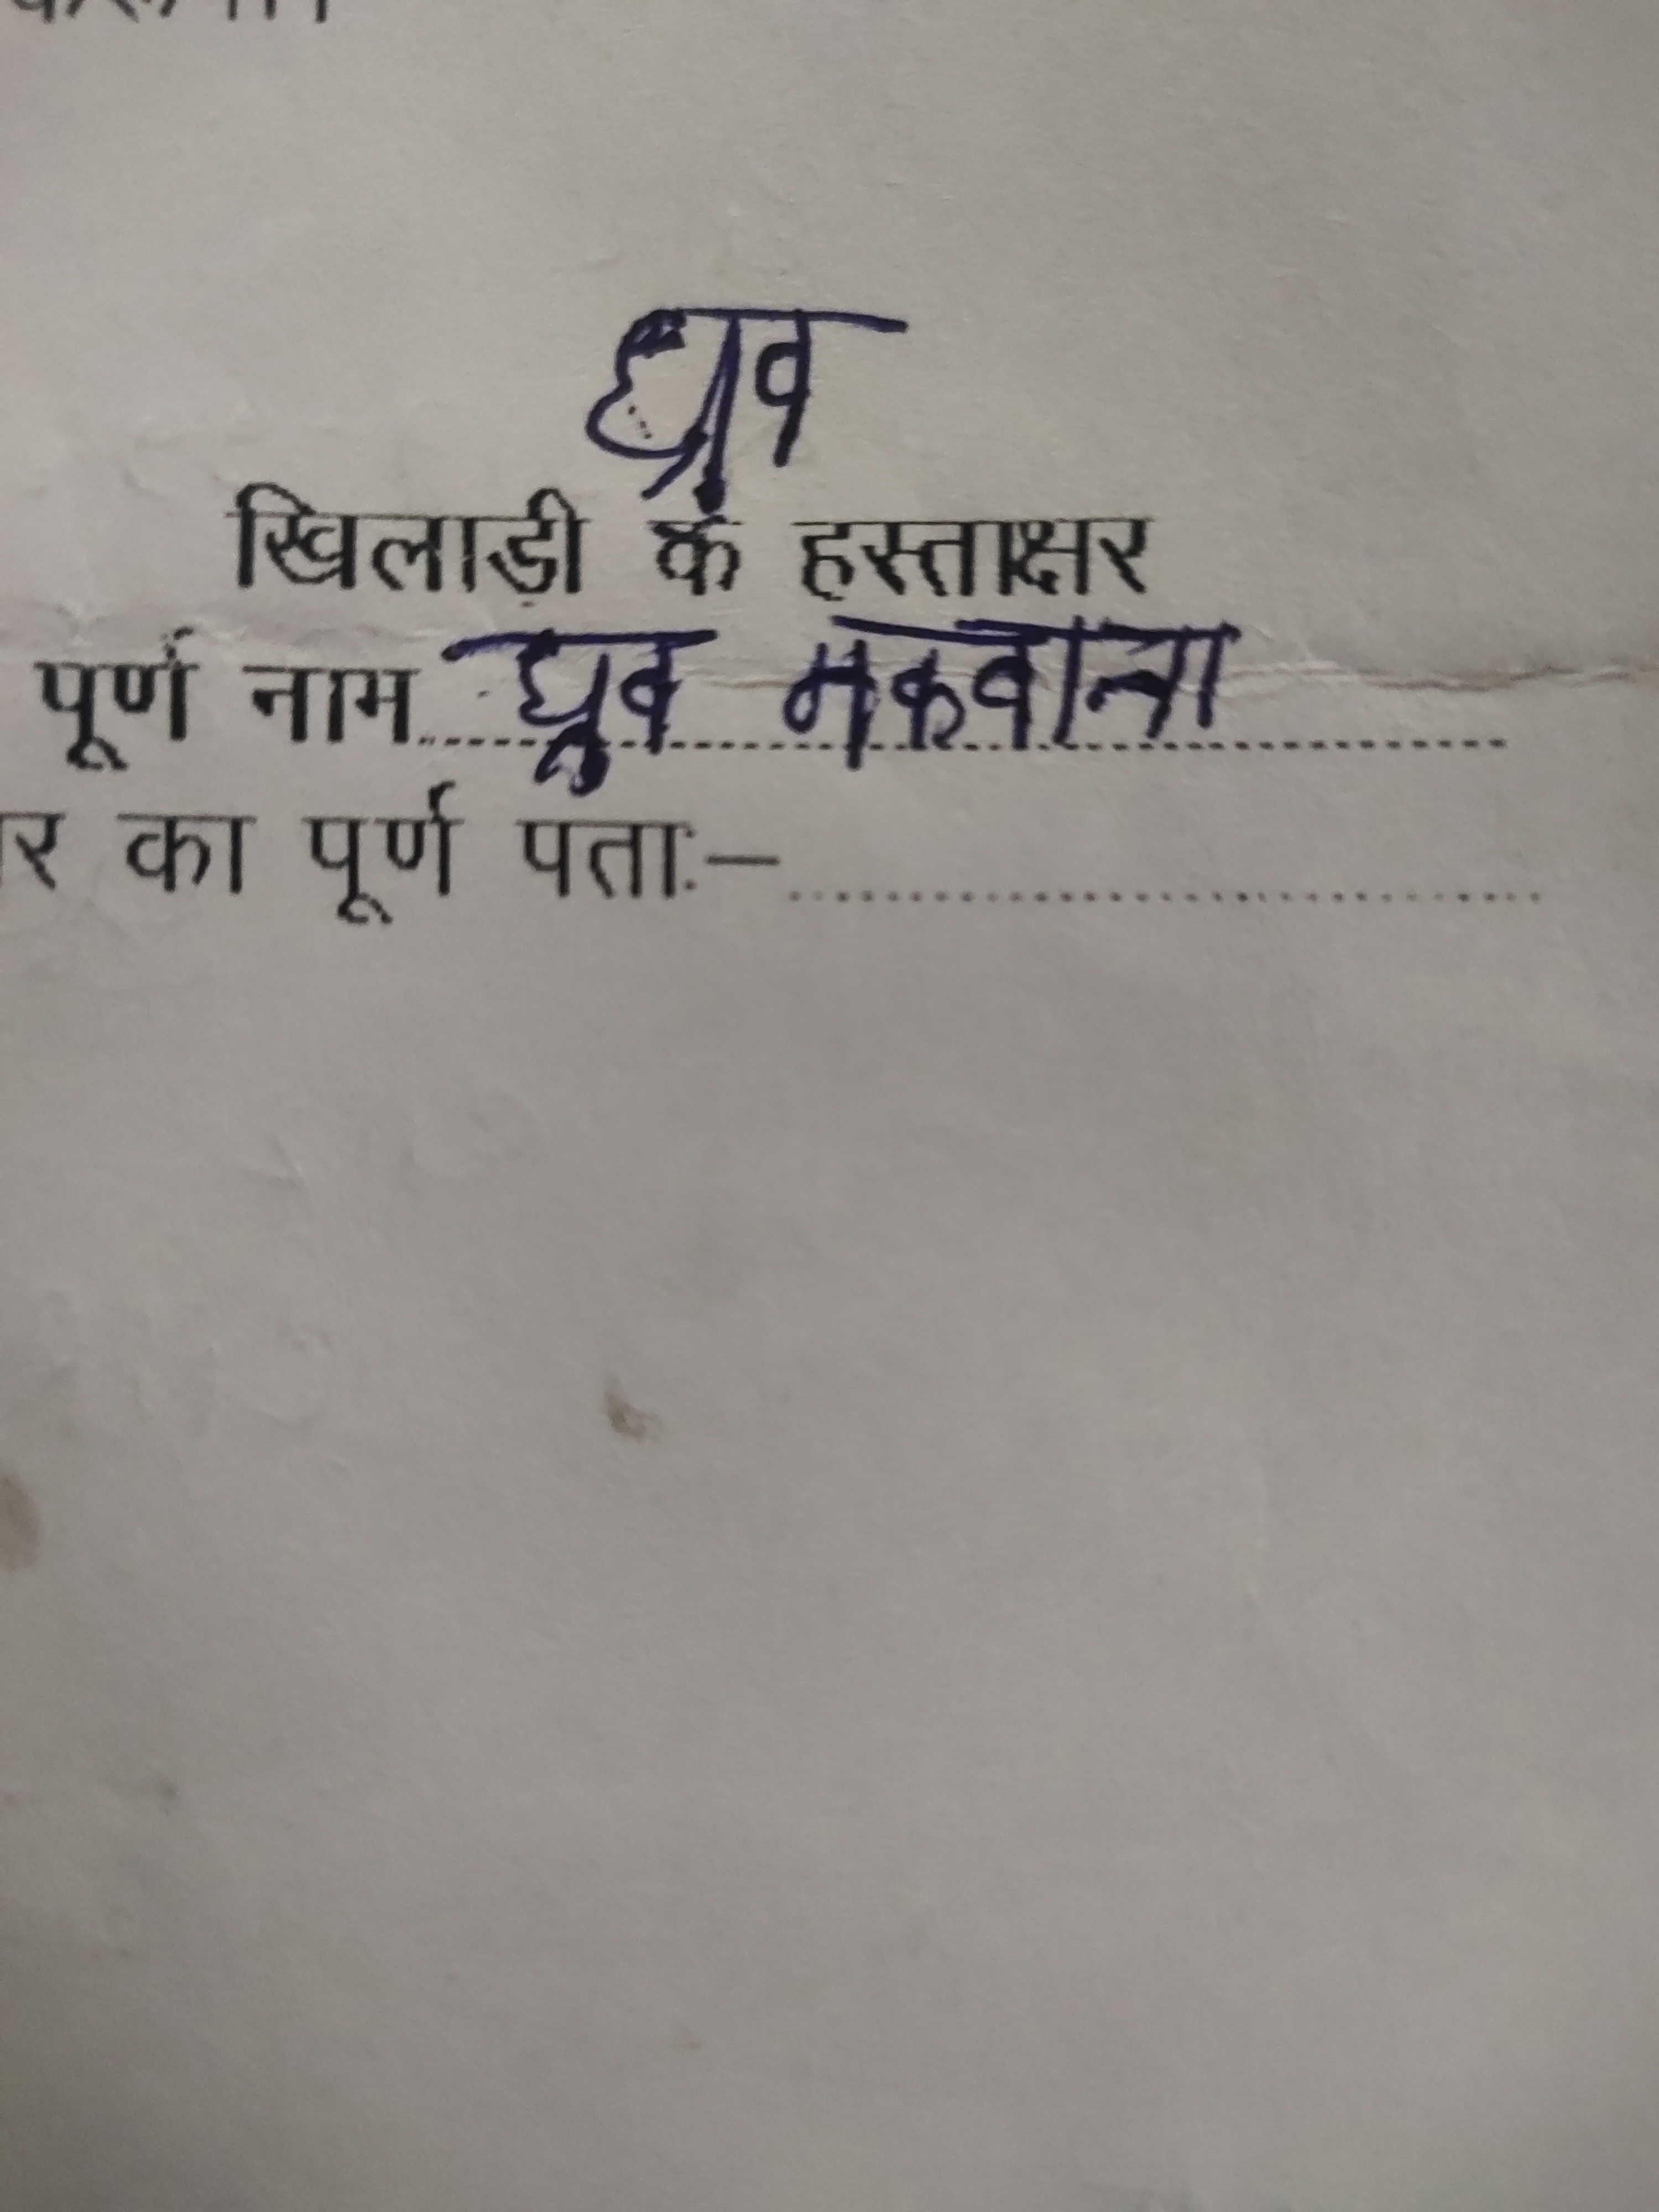 ध्रुव
खिलाड़ी के हस्ताक्षर
पूर्ण नाम ध्रुव मकवाना
का पूर्ण पताः–